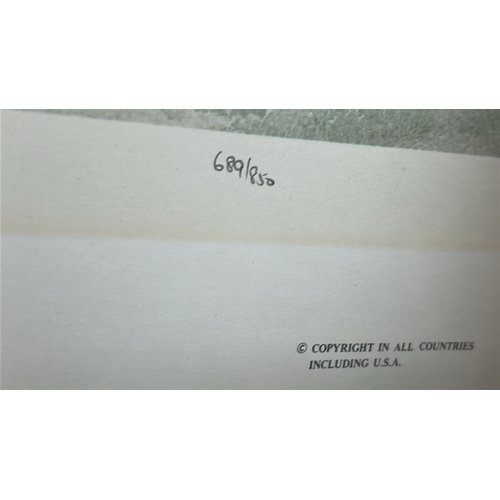 689/850
© COPYRIGHT IN ALL COUNTRIES
INCLUDING U.S.A.